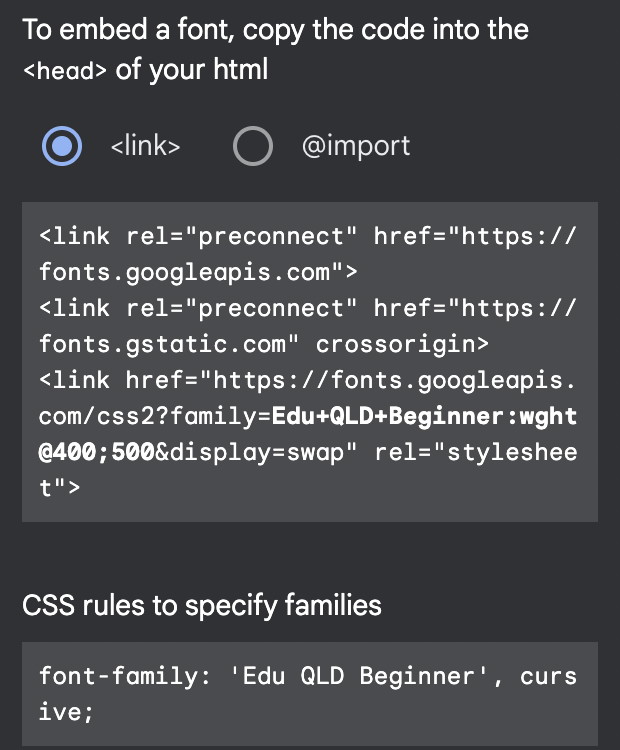 To embed a font, copy the code into the
<head> of your html
<link> @import
<link rel="preconnect" href="https://
fonts.googleapis.com">
<link rel="preconnect" href="https://
fonts.gstatic.com" crossorigin>
<link href="https://fonts.googleapis.
com/css2?family=Edu+QLD+Beginner:wght
@400;500&display=swap" rel="styleshee
t">
CSS rules to specify families
font-family: 'Edu QLD Beginner', curs
ive;